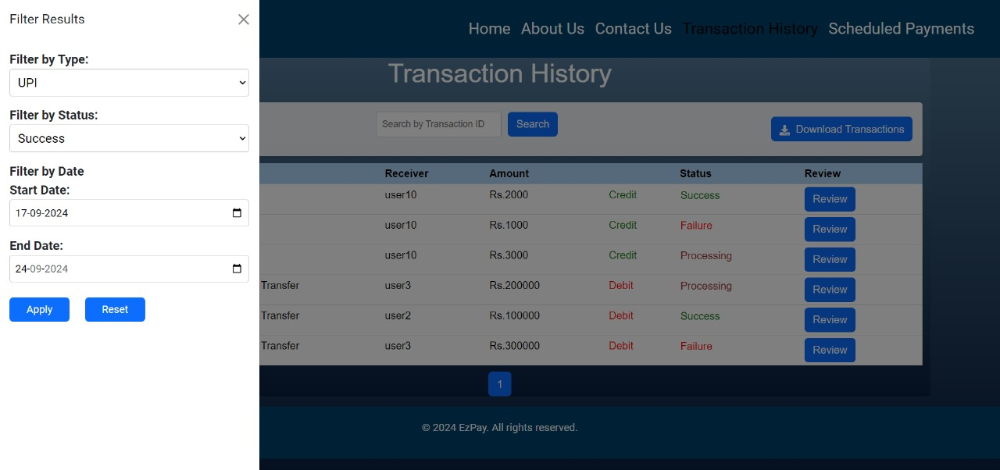 Filter Results
Filter by Type:
UPI
Filter by Status:
Success
Filter by Date
Start Date:
17-09-2024
End Date:
24-09-2024
Apply Reset
Home About Us Contact Us Transaction History Scheduled Payments
Transaction History
Search by Transaction ID Search Download Transactions
Receiver Amount Status Review
user10 Rs.2000 Credit Success Review
user10 Rs.1000 Credit Failure Review
user10 Rs.3000 Credit Processing Review
Transfer user3 Rs.200000 Debit Processing Review
Transfer user2 Rs.100000 Debit Success Review
Transfer user3 Rs.300000 Debit Failure Review
1
© 2024 EzPay. All rights reserved.